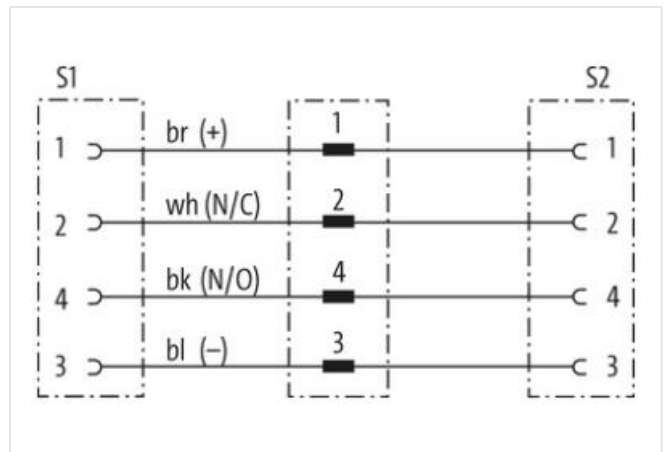 S1 S2
1 br (+) 1 1
2 wh (N/C) 2 2
4 bk (N/O) 4 4
3 bl (–) 3 3